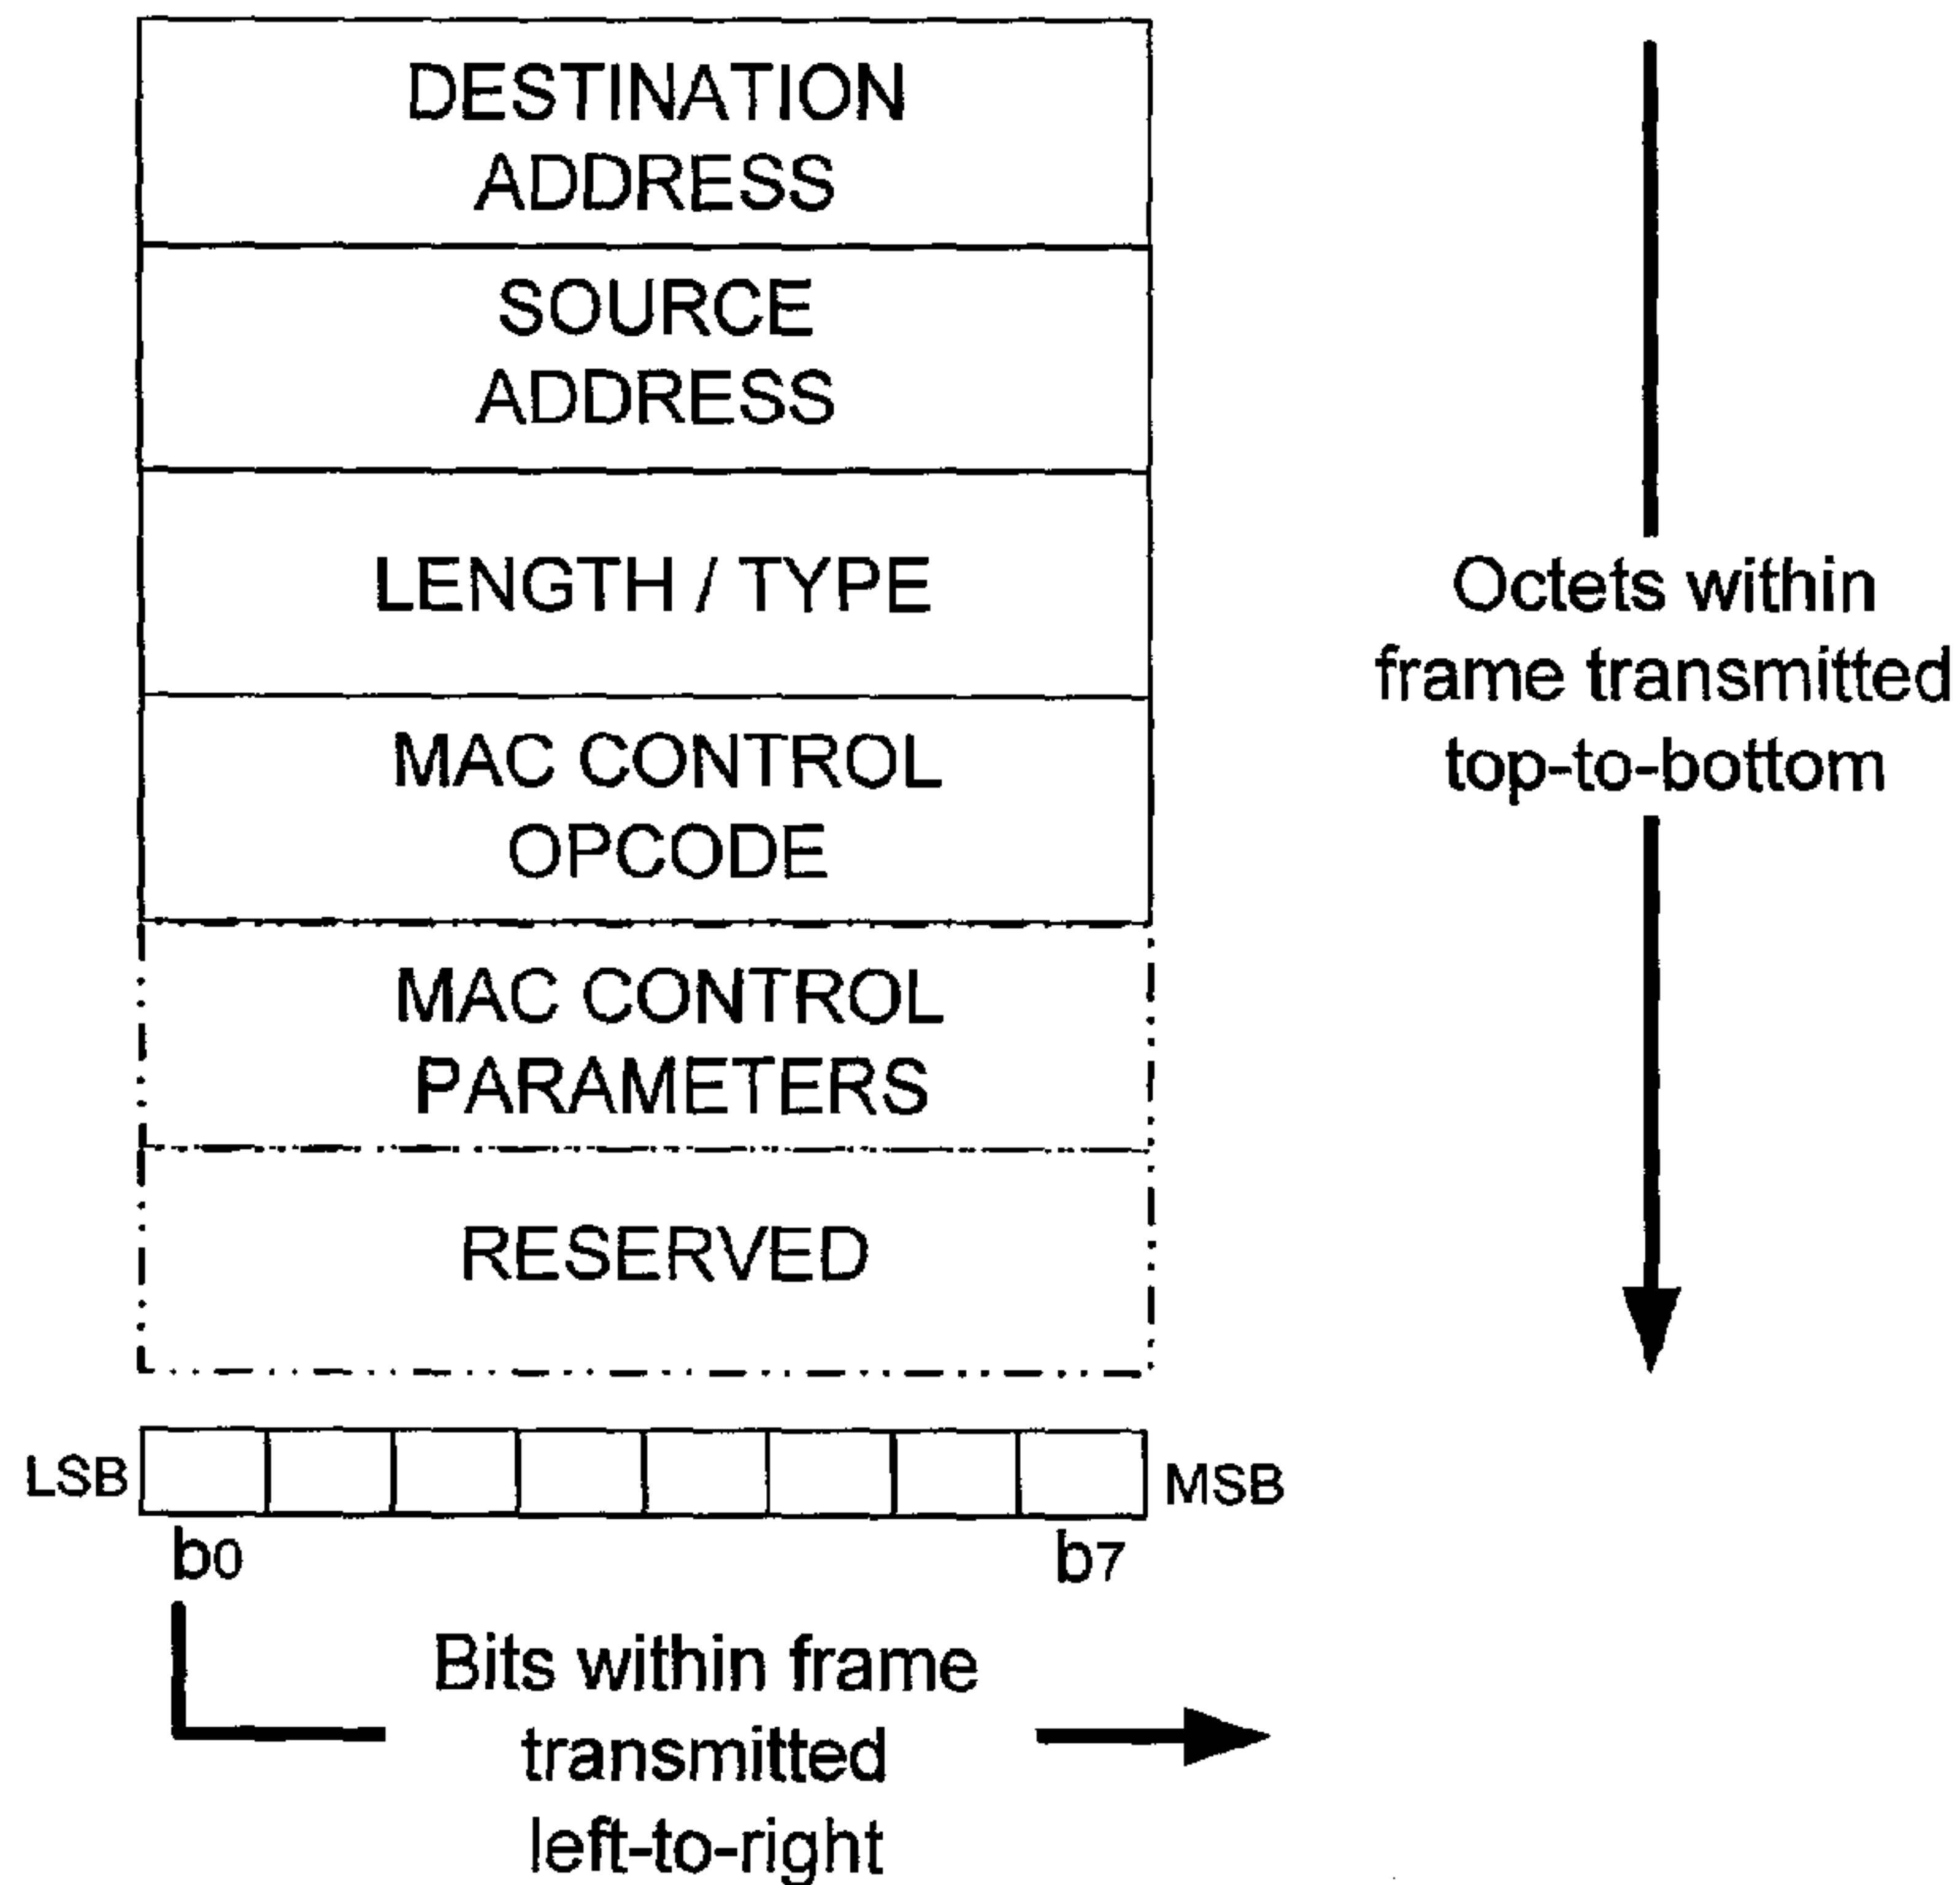 DESTINATION
ADDRESS
SOURCE
ADDRESS
LENGTH / TYPE
MAC CONTROL
OPCODE
MAC CONTROL
PARAMETERS
RESERVED
Octets within
frame transmitted
top-to-bottom
LSB
MSB
b0
b7
Bits within frame
transmitted
left-to-right